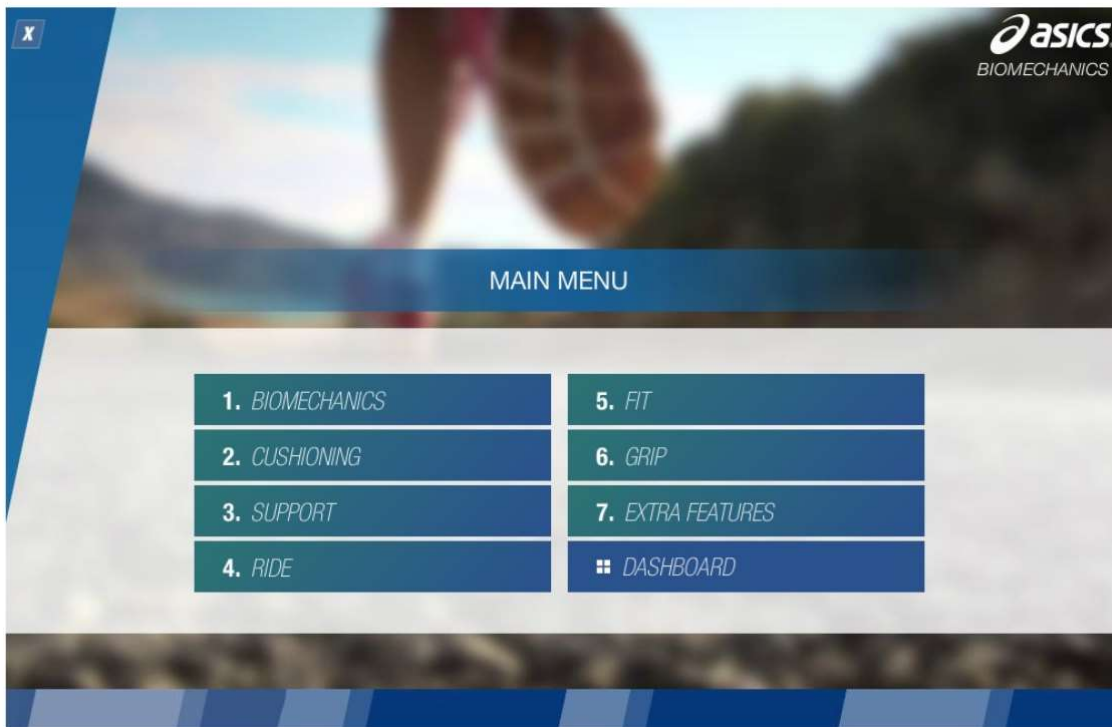 X
asics
BIOMECHANICS
MAIN MENU
1. BIOMECHANICS
2. CUSHIONING
3. SUPPORT
4. RIDE
5. FIT
6. GRIP
7. EXTRA FEATURES
DASHBOARD